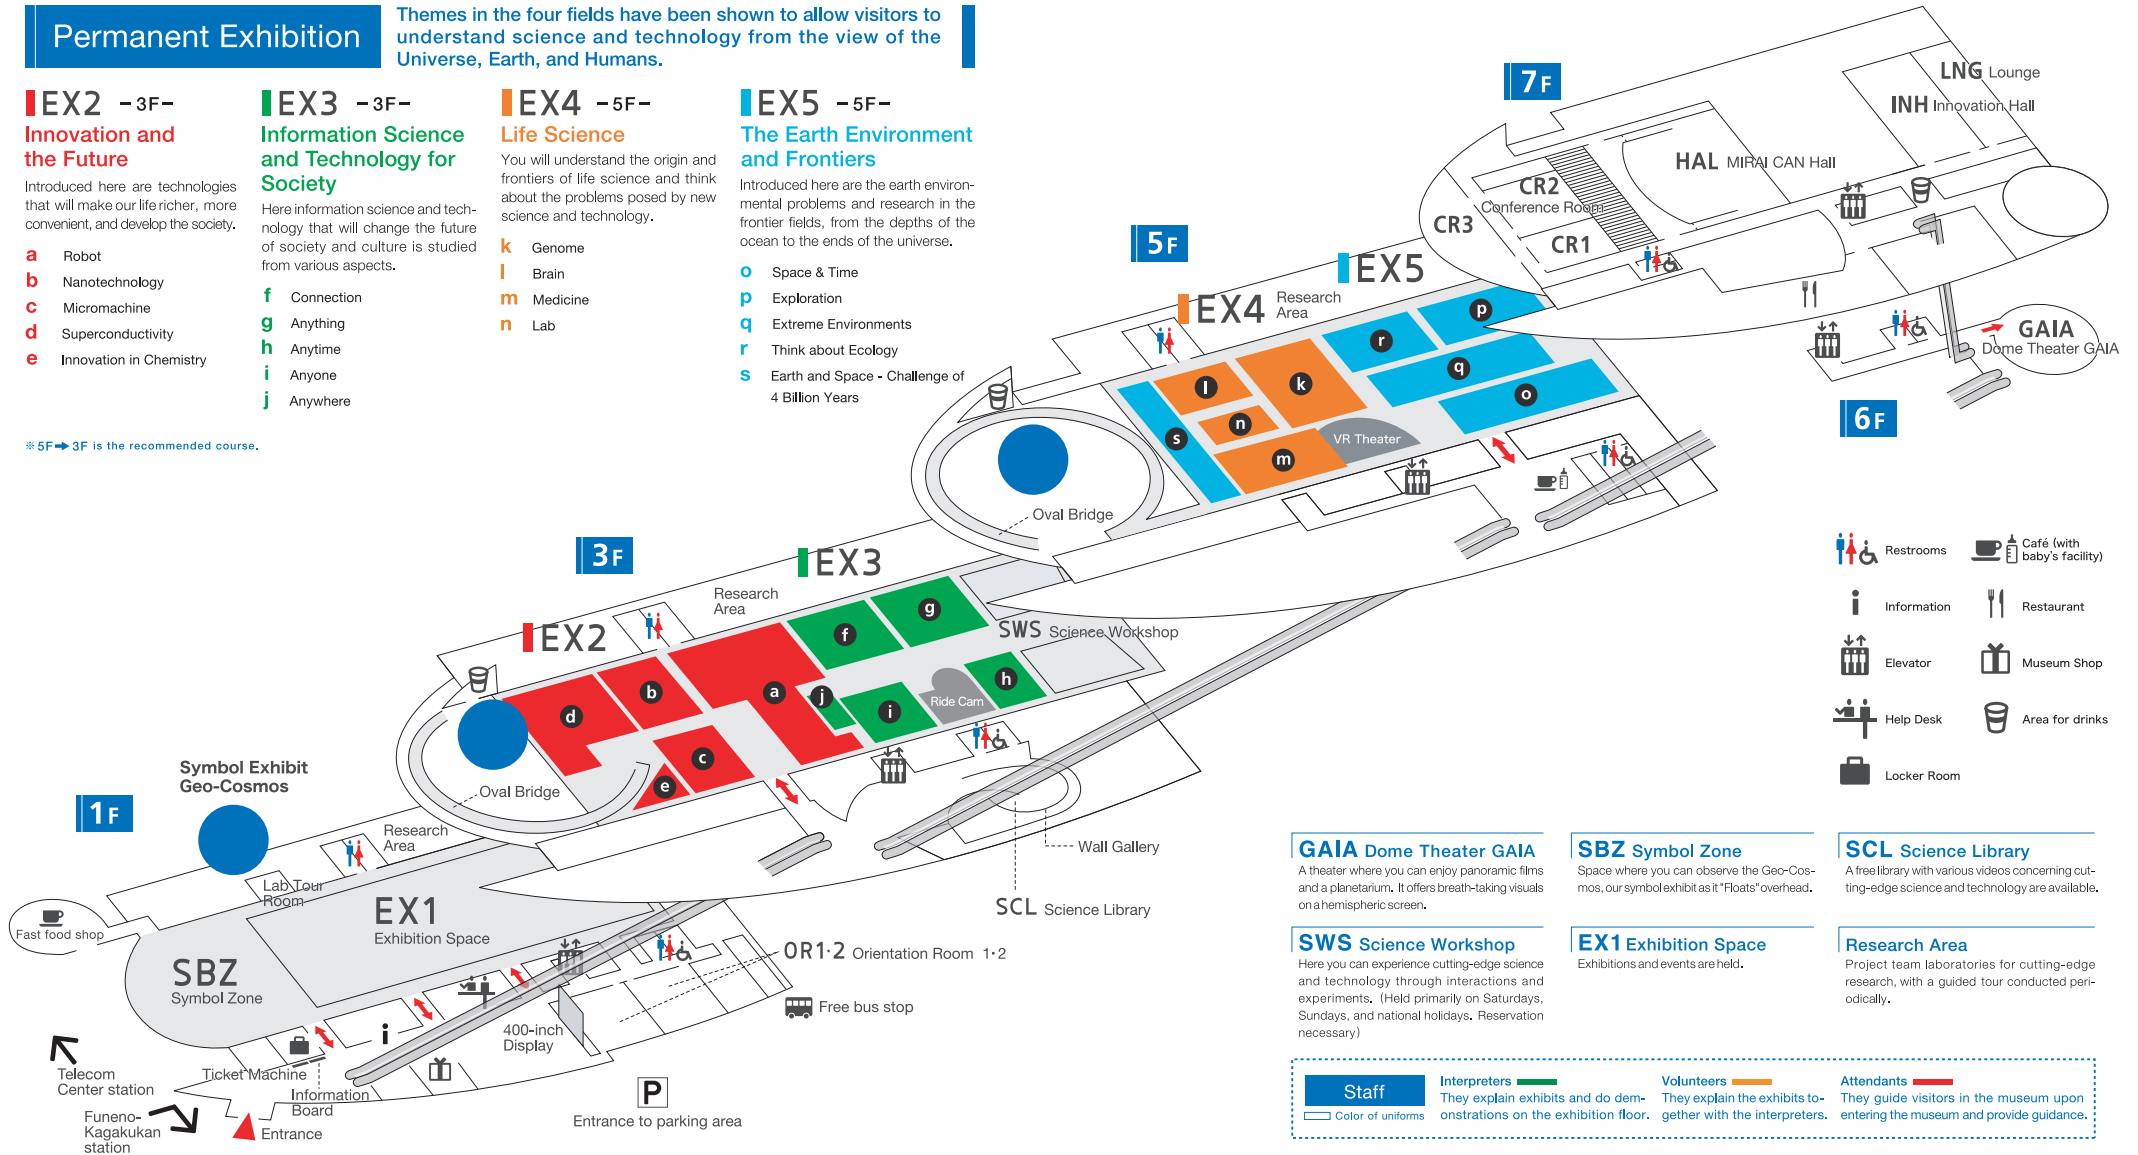 Permanent Exhibition
Themes in the four fields have been shown to allow visitors to
understand science and technology from the view of the
Universe, Earth, and Humans.
EX2 －3F－
Innovation and
the Future
Introduced here are technologies
that will make our life richer, more
convenient, and develop the society.
a Robot
b Nanotechnology
c Micromachine
d Superconductivity
e Innovation in Chemistry
EX3 －3F－
Information Science
and Technology for
Society
Here information science and tech-
nology that will change the future
of society and culture is studied
from various aspects.
f Connection
g Anything
h Anytime
i Anyone
j Anywhere
EX4 －5F－
Life Science
You will understand the origin and
frontiers of life science and think
about the problems posed by new
science and technology.
k Genome
l Brain
m Medicine
n Lab
EX5 －5F－
The Earth Environment
and Frontiers
Introduced here are the earth environ-
mental problems and research in the
frontier fields, from the depths of the
ocean to the ends of the universe.
o Space & Time
p Exploration
q Extreme Environments
r Think about Ecology
s Earth and Space - Challenge of
4 Billion Years
※5F➡3F is the recommended course.
7F
LNG Lounge
INH Innovation Hall
HAL MIRAI CAN Hall
CR2
Conference Room
CR3
CR1
GAIA
Dome Theater GAIA
6F
5F
EX5
EX4
Research
Area
p
r
q
l
k
o
n
s
VR Theater
m
Oval Bridge
3F
EX3
Research
Area
EX2
g
f
SWS Science Workshop
b
a
j
h
d
i
Ride Cam
c
e
Oval Bridge
Wall Gallery
SCL Science Library
Symbol Exhibit
Geo-Cosmos
1F
Research
Area
Lab Tour
Room
EX1
Exhibition Space
Fast food shop
SBZ
Symbol Zone
OR1·2 Orientation Room 1·2
Free bus stop
400-inch
Display
i
Ticket Machine
Information
Board
Telecom
Center station
Funeno-
Kagakukan
station
Entrance
P
Entrance to parking area
Restrooms
Café (with
baby's facility)
i Information
Restaurant
Elevator
Museum Shop
Help Desk
Area for drinks
Locker Room
GAIA Dome Theater GAIA
A theater where you can enjoy panoramic films
and a planetarium. It offers breath-taking visuals
on a hemispheric screen.
SBZ Symbol Zone
Space where you can observe the Geo-Cos-
mos, our symbol exhibit as it "Floats" overhead.
SCL Science Library
A free library with various videos concerning cut-
ting-edge science and technology are available.
SWS Science Workshop
Here you can experience cutting-edge science
and technology through interactions and
experiments. (Held primarily on Saturdays,
Sundays, and national holidays. Reservation
necessary)
EX1 Exhibition Space
Exhibitions and events are held.
Research Area
Project team laboratories for cutting-edge
research, with a guided tour conducted peri-
odically.
Staff
Color of uniforms
Interpreters
They explain exhibits and do dem-
onstrations on the exhibition floor.
Volunteers
They explain the exhibits to-
gether with the interpreters.
Attendants
They guide visitors in the museum upon
entering the museum and provide guidance.